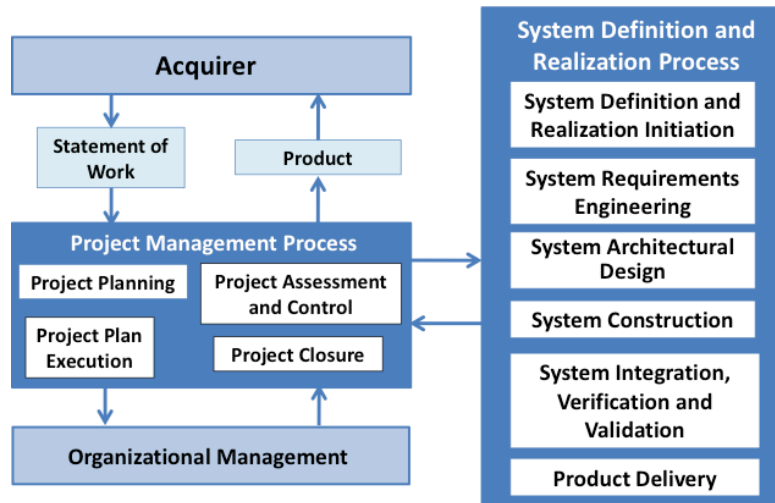 Acquirer
Statement of
Work
Product
Project Management Process
Project Planning
Project Assessment
and Control
Project Plan
Execution
Project Closure
Organizational Management
System Definition and
Realization Process
System Definition and
Realization Initiation
System Requirements
Engineering
System Architectural
Design
System Construction
System Integration,
Verification and
Validation
Product Delivery